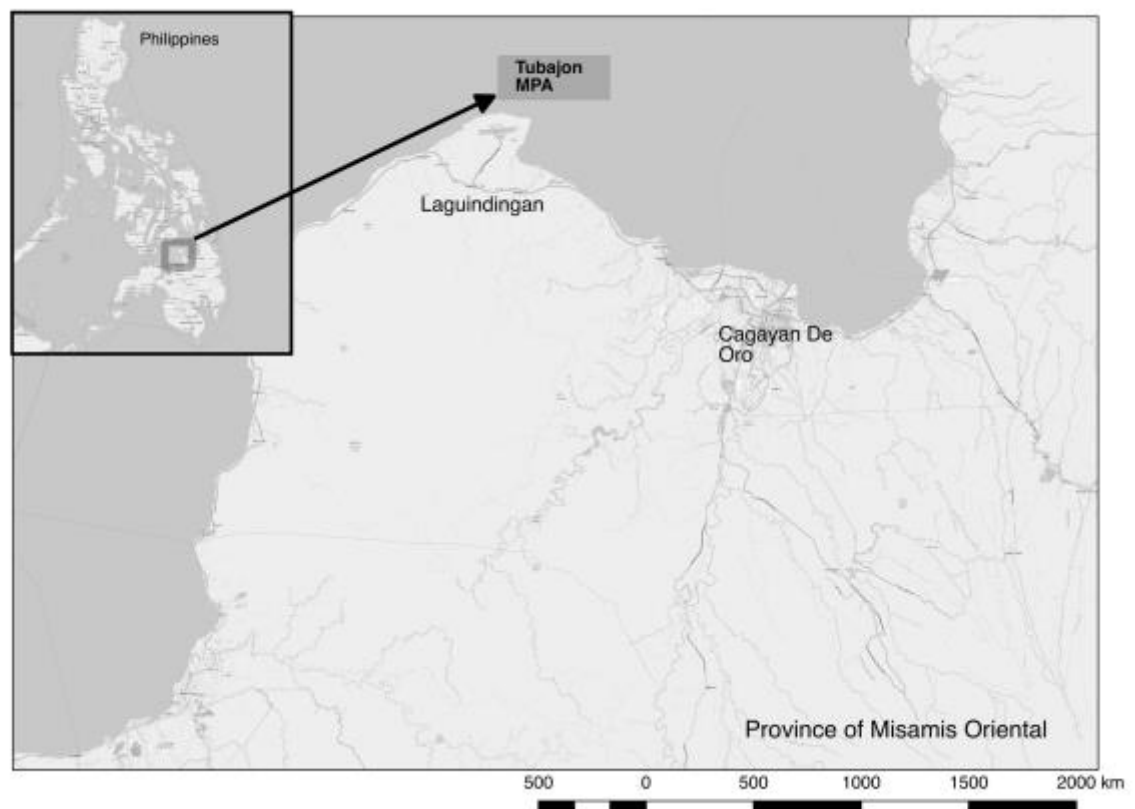 Philippines
Tubajon
MPA
Laguindingan
Cagayan De
Oro
Province of Misamis Oriental
500 0 500 1000 1500 2000 km